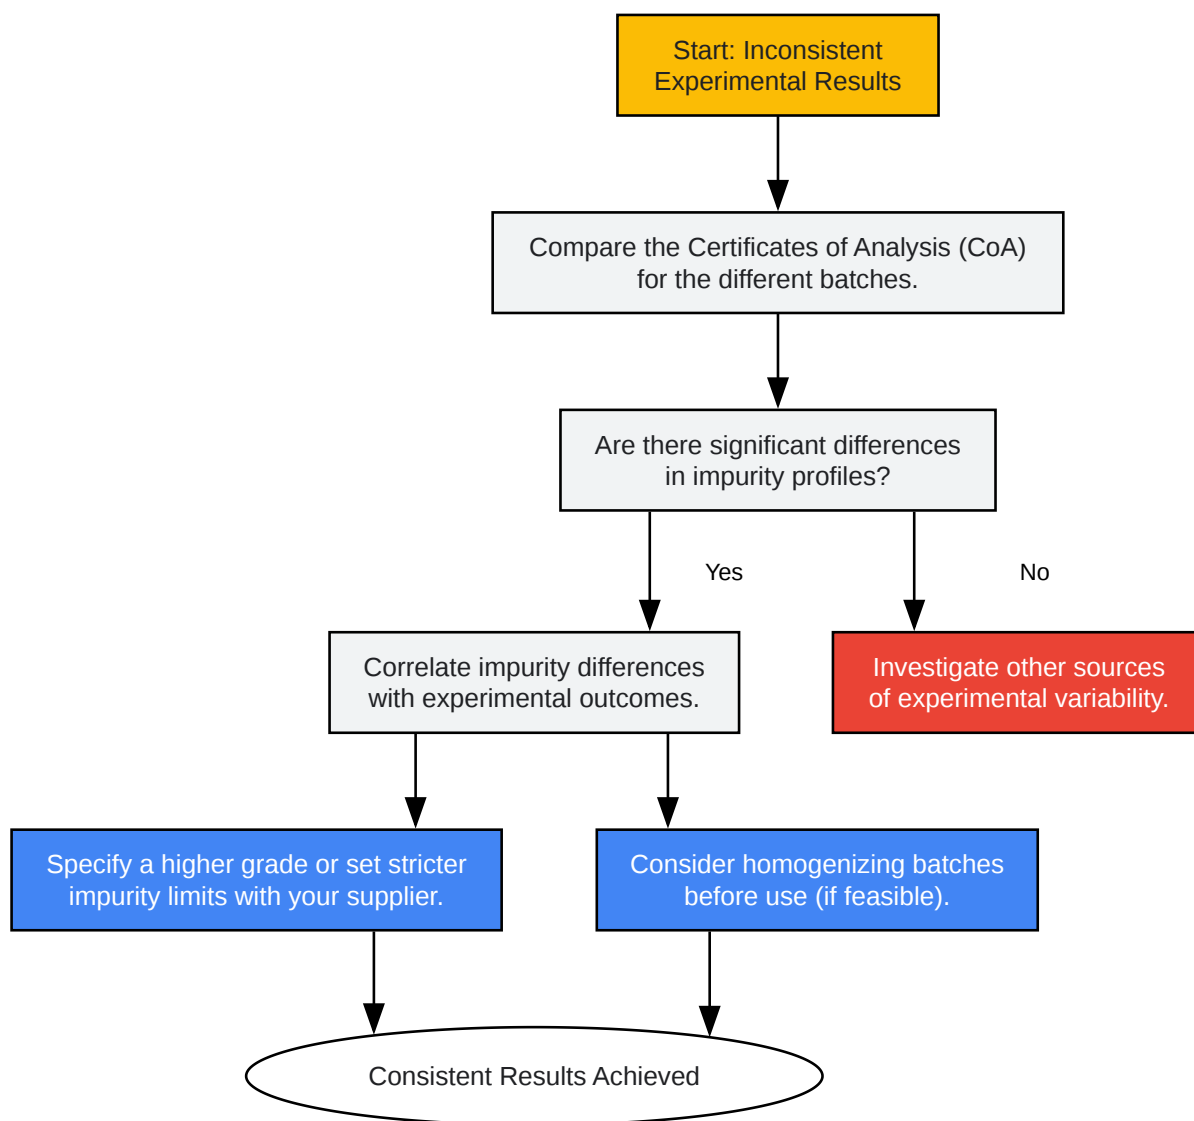 Start: Inconsistent
Experimental Results
Compare the Certificates of Analysis (CoA)
for the different batches.
Are there significant differences
in impurity profiles?
Yes
No
Correlate impurity differences
with experimental outcomes.
Investigate other sources
of experimental variability.
Specify a higher grade or set stricter
impurity limits with your supplier.
Consider homogenizing batches
before use (if feasible).
Consistent Results Achieved